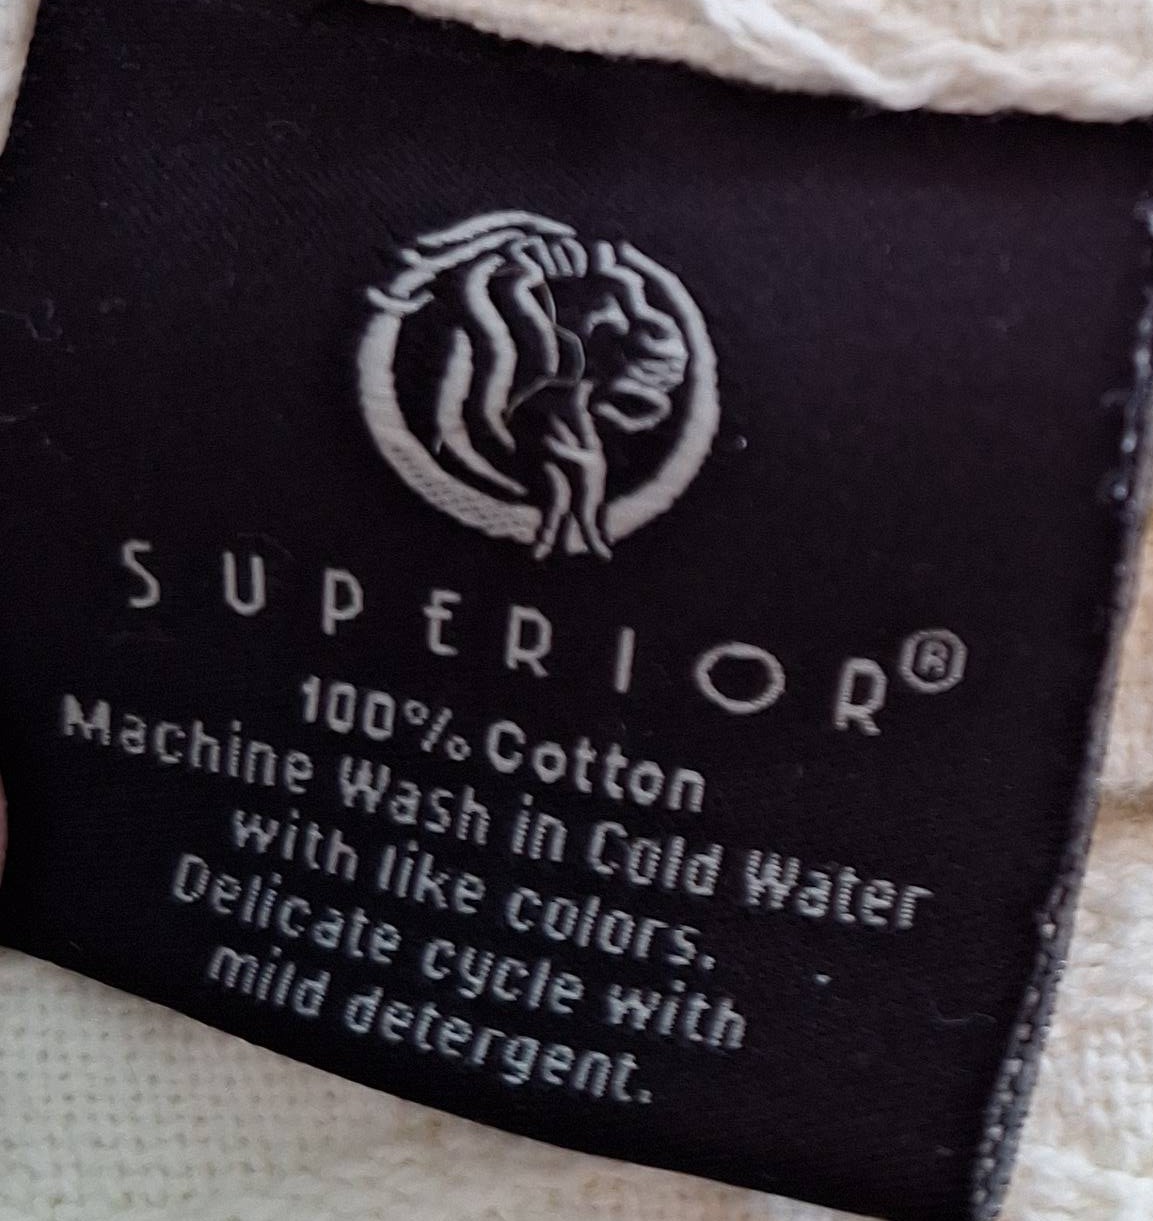 SUPERIOR®
100% Cotton
Machine Wash in Cold Water
with like colors.
Delicate cycle with
mild detergent.